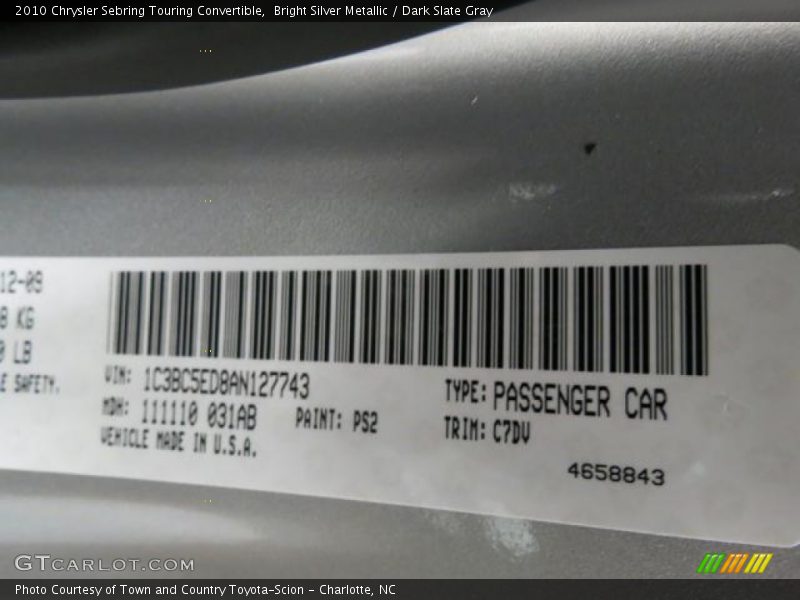 2010 Chrysler Sebring Touring Convertible, Bright Silver Metallic / Dark Slate Gray
12-09
KG
LB
E SAFETY.
VIN: 1C3BC5ED8AN127743
TYPE: PASSENGER CAR
MDH: 111110 031AB
PAINT: PS2
TRIM: C7DV
VEHICLE MADE IN U.S.A.
4658843
GTCARLOT.COM
Photo Courtesy of Town and Country Toyota-Scion - Charlotte, NC